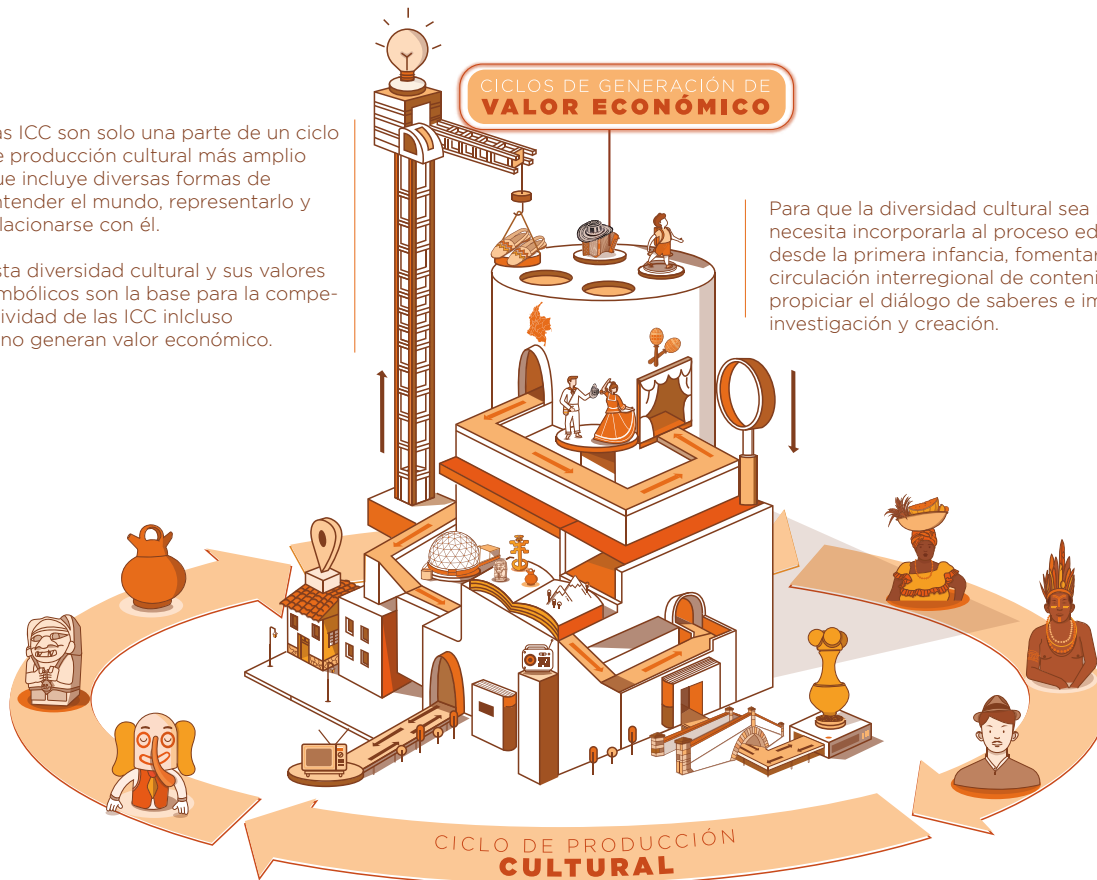 CICLOS DE GENERACIÓN DE
VALOR ECONÓMICO
as ICC son solo una parte de un ciclo
e producción cultural más amplio
ue incluye diversas formas de
ntender el mundo, representarlo y
elacionarse con él.
sta diversidad cultural y sus valores
mbólicos son la base para la compe-
ividad de las ICC inlcluso
no generan valor económico.
Para que la diversidad cultural sea
necesita incorporarla al proceso ed
desde la primera infancia, fomentar
circulación interregional de conteni
propiciar el diálogo de saberes e im
investigación y creación.
CICLO DE PRODUCCIÓN
CULTURAL